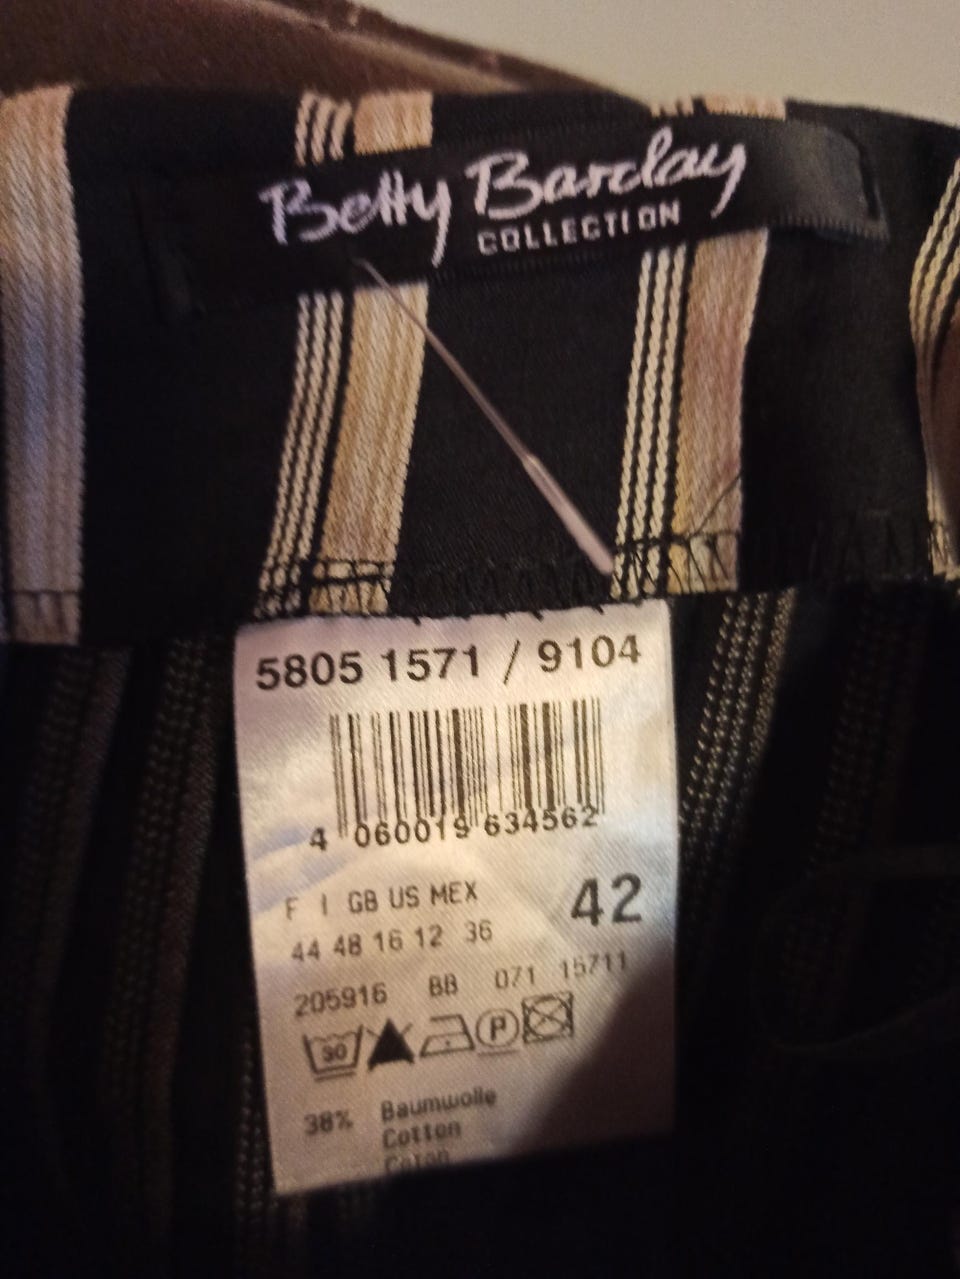 Betty Barclay
COLLECTION
5805 1571 / 9104
4 060019 634562
F I GB US MEX
44 48 16 12 36
42
205916 BB 071 15711
30
P
38% Baumwolle
Cotton